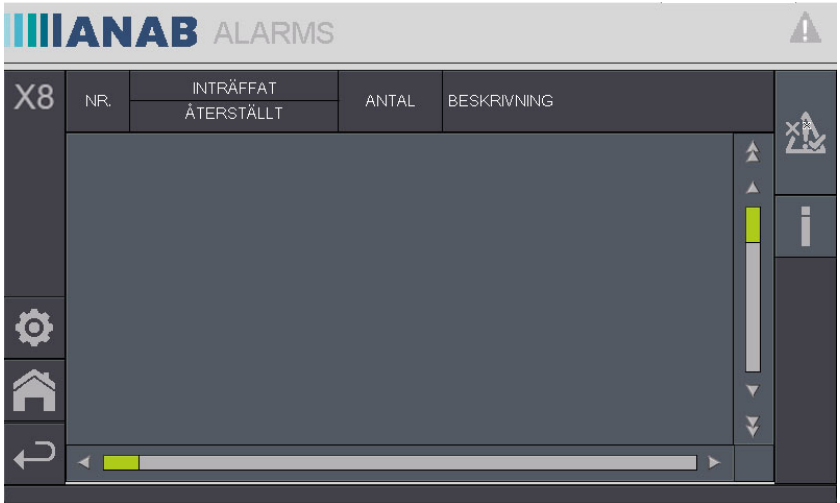 ANAB ALARMS
X8
NR.
INTRÄFFAT
ÅTERSTÄLLT
ANTAL
BESKRIVNING